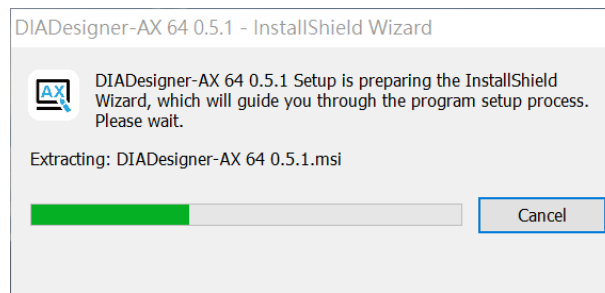 DIADesigner-AX 64 0.5.1 - InstallShield Wizard
AX
DIADesigner-AX 64 0.5.1 Setup is preparing the InstallShield
Wizard, which will guide you through the program setup process.
Please wait.
Extracting: DIADesigner-AX 64 0.5.1.msi
Cancel